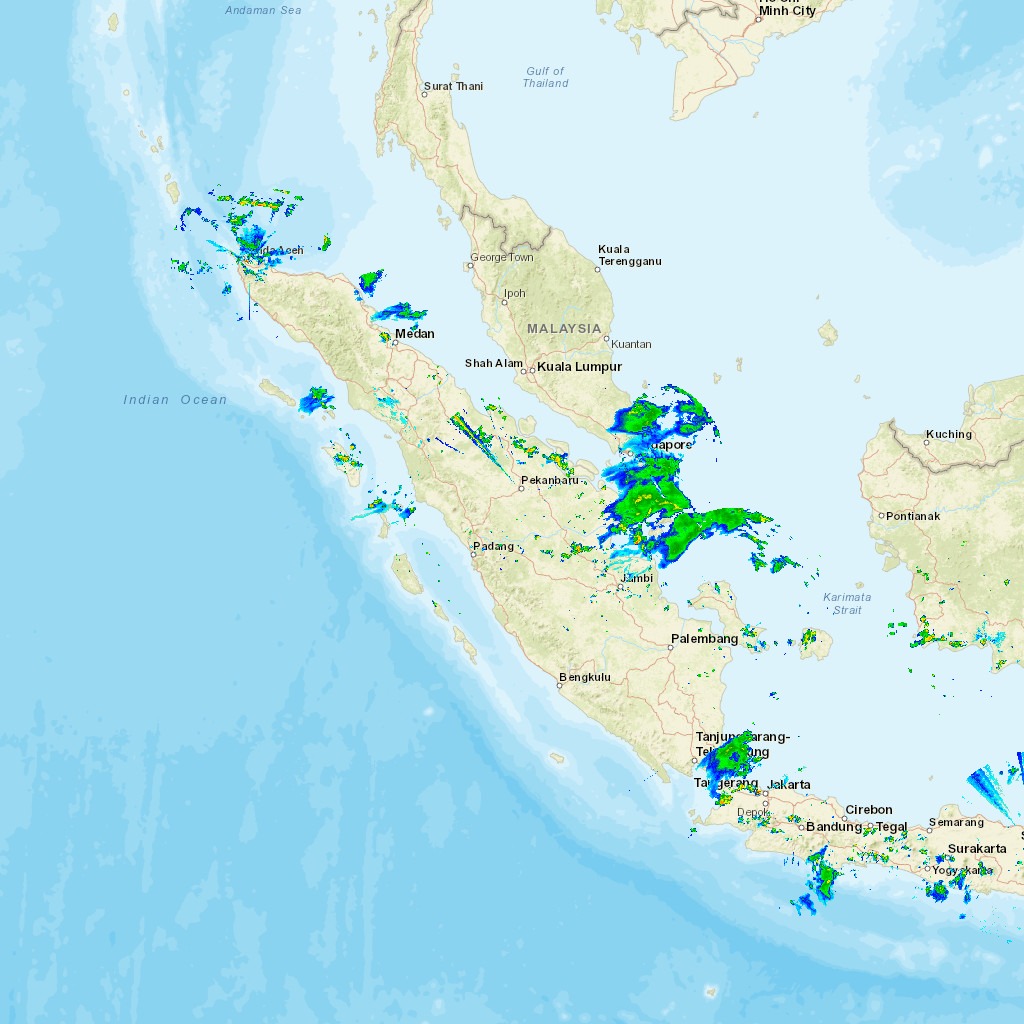 Andaman Sea
Minh City
Gulf of
Thailand
Surat Thani
Kuala
Terengganu
George Town
Ipoh
MALAYSIA
Kuantan
Medan
Shah Alam
Kuala Lumpur
Indian Ocean
Kuching
Pekanbaru
Pontianak
Padang
Jambi
Karimata
Strait
Palembang
Bengkulu
Tangerang
Jakarta
Depok
Cirebon
Bandung
Tegal
Semarang
Surakarta
Yogyakarta